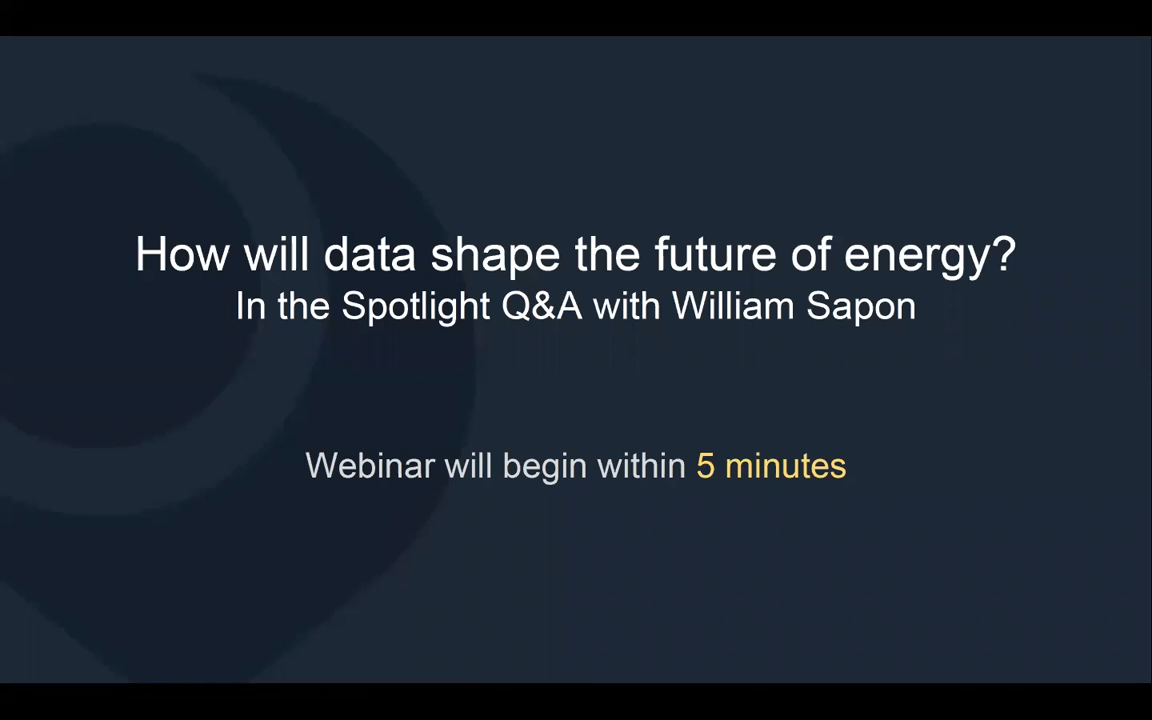 How will data shape the future of energy?
In the Spotlight Q&A with William Sapon
Webinar will begin within 5 minutes